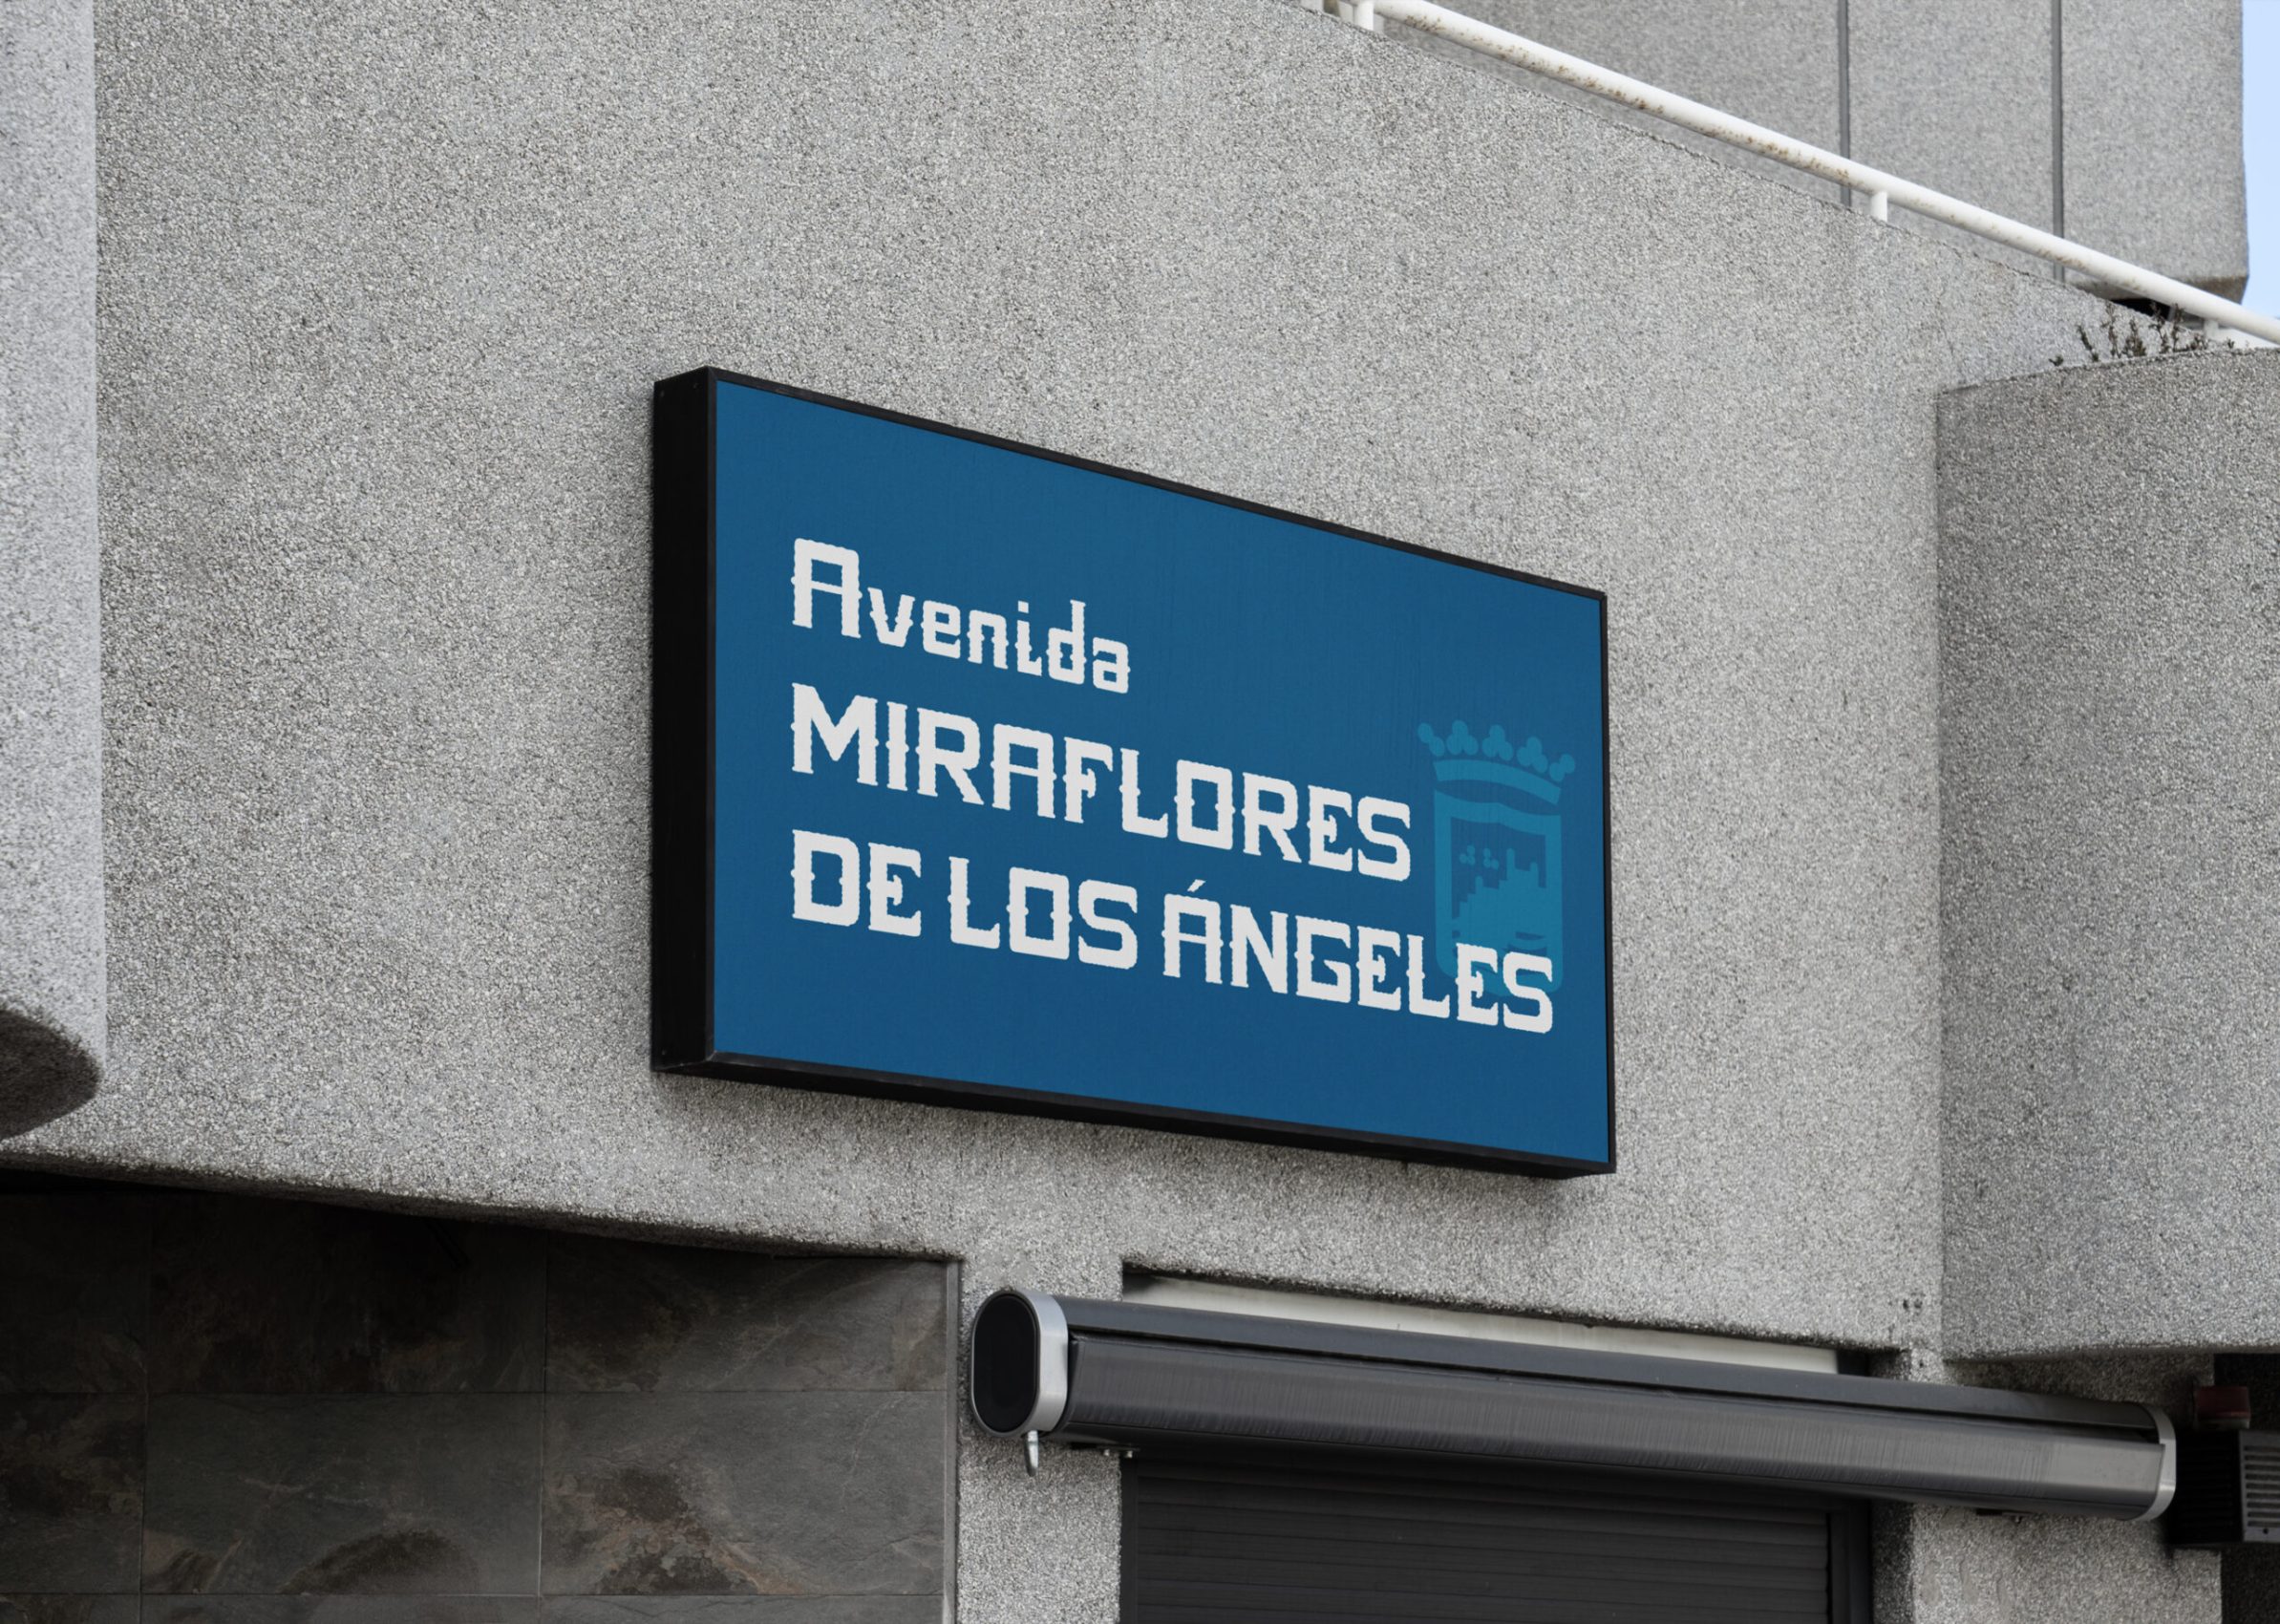 Avenida
MIRAFLORES
DE LOS ÁNGELES